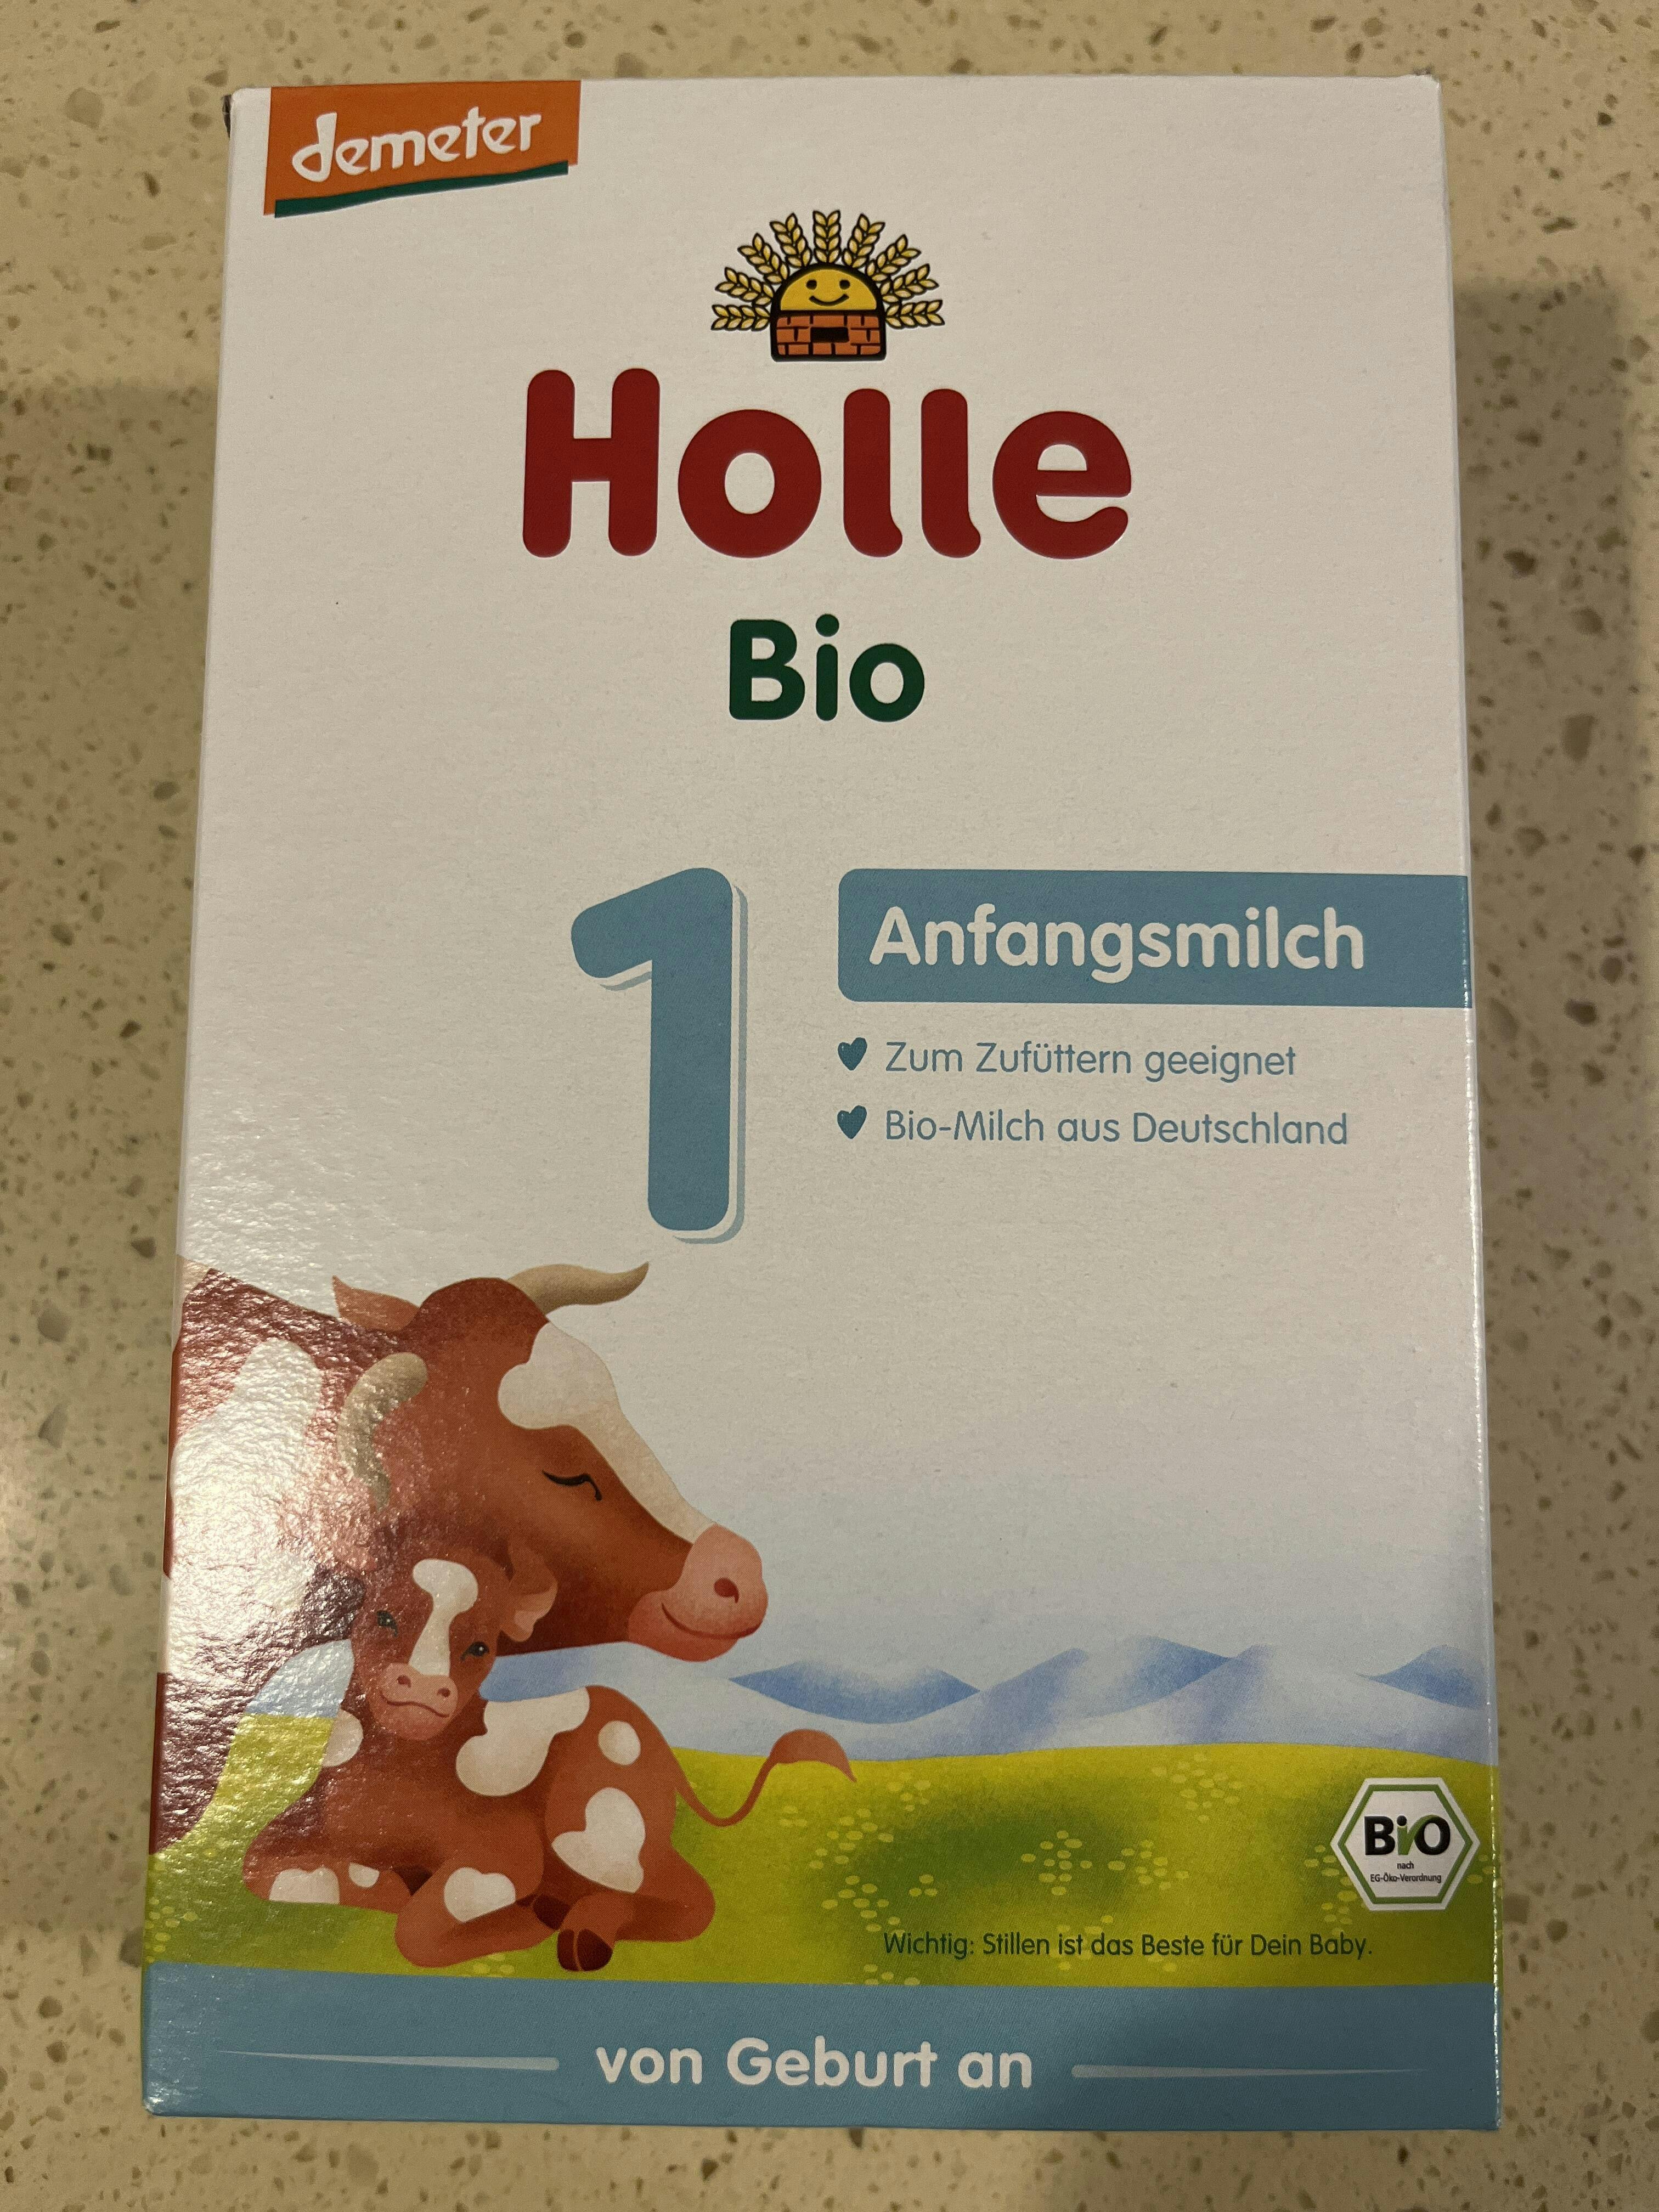 demeter
Holle
Bio
1
Anfangsmilch
Zum Zufüttern geeignet
Bio-Milch aus Deutschland
Bio
nach
EG-Öko-Verordnung
Wichtig: Stillen ist das Beste für Dein Baby.
von Geburt an